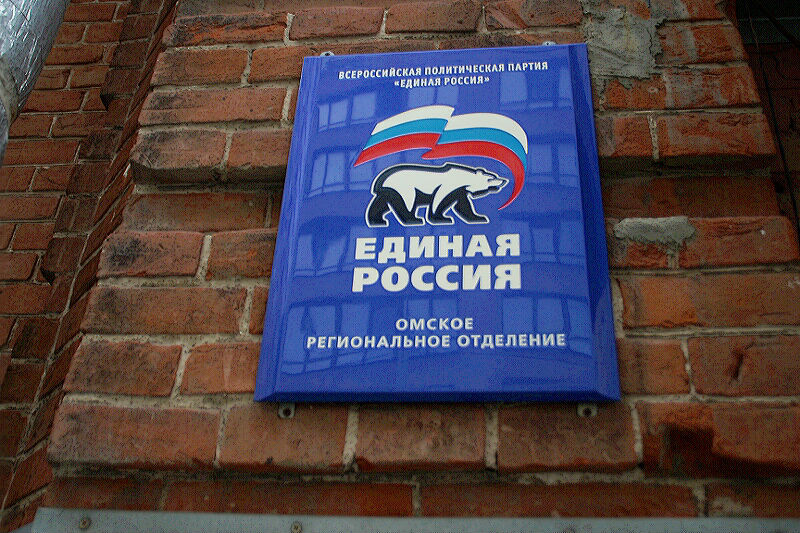 ВСЕРОССИЙСКАЯ ПОЛИТИЧЕСКАЯ ПАРТИЯ
«ЕДИНАЯ РОССИЯ»
ЕДИНАЯ
РОССИЯ
ОМСКОЕ
РЕГИОНАЛЬНОЕ ОТДЕЛЕНИЕ